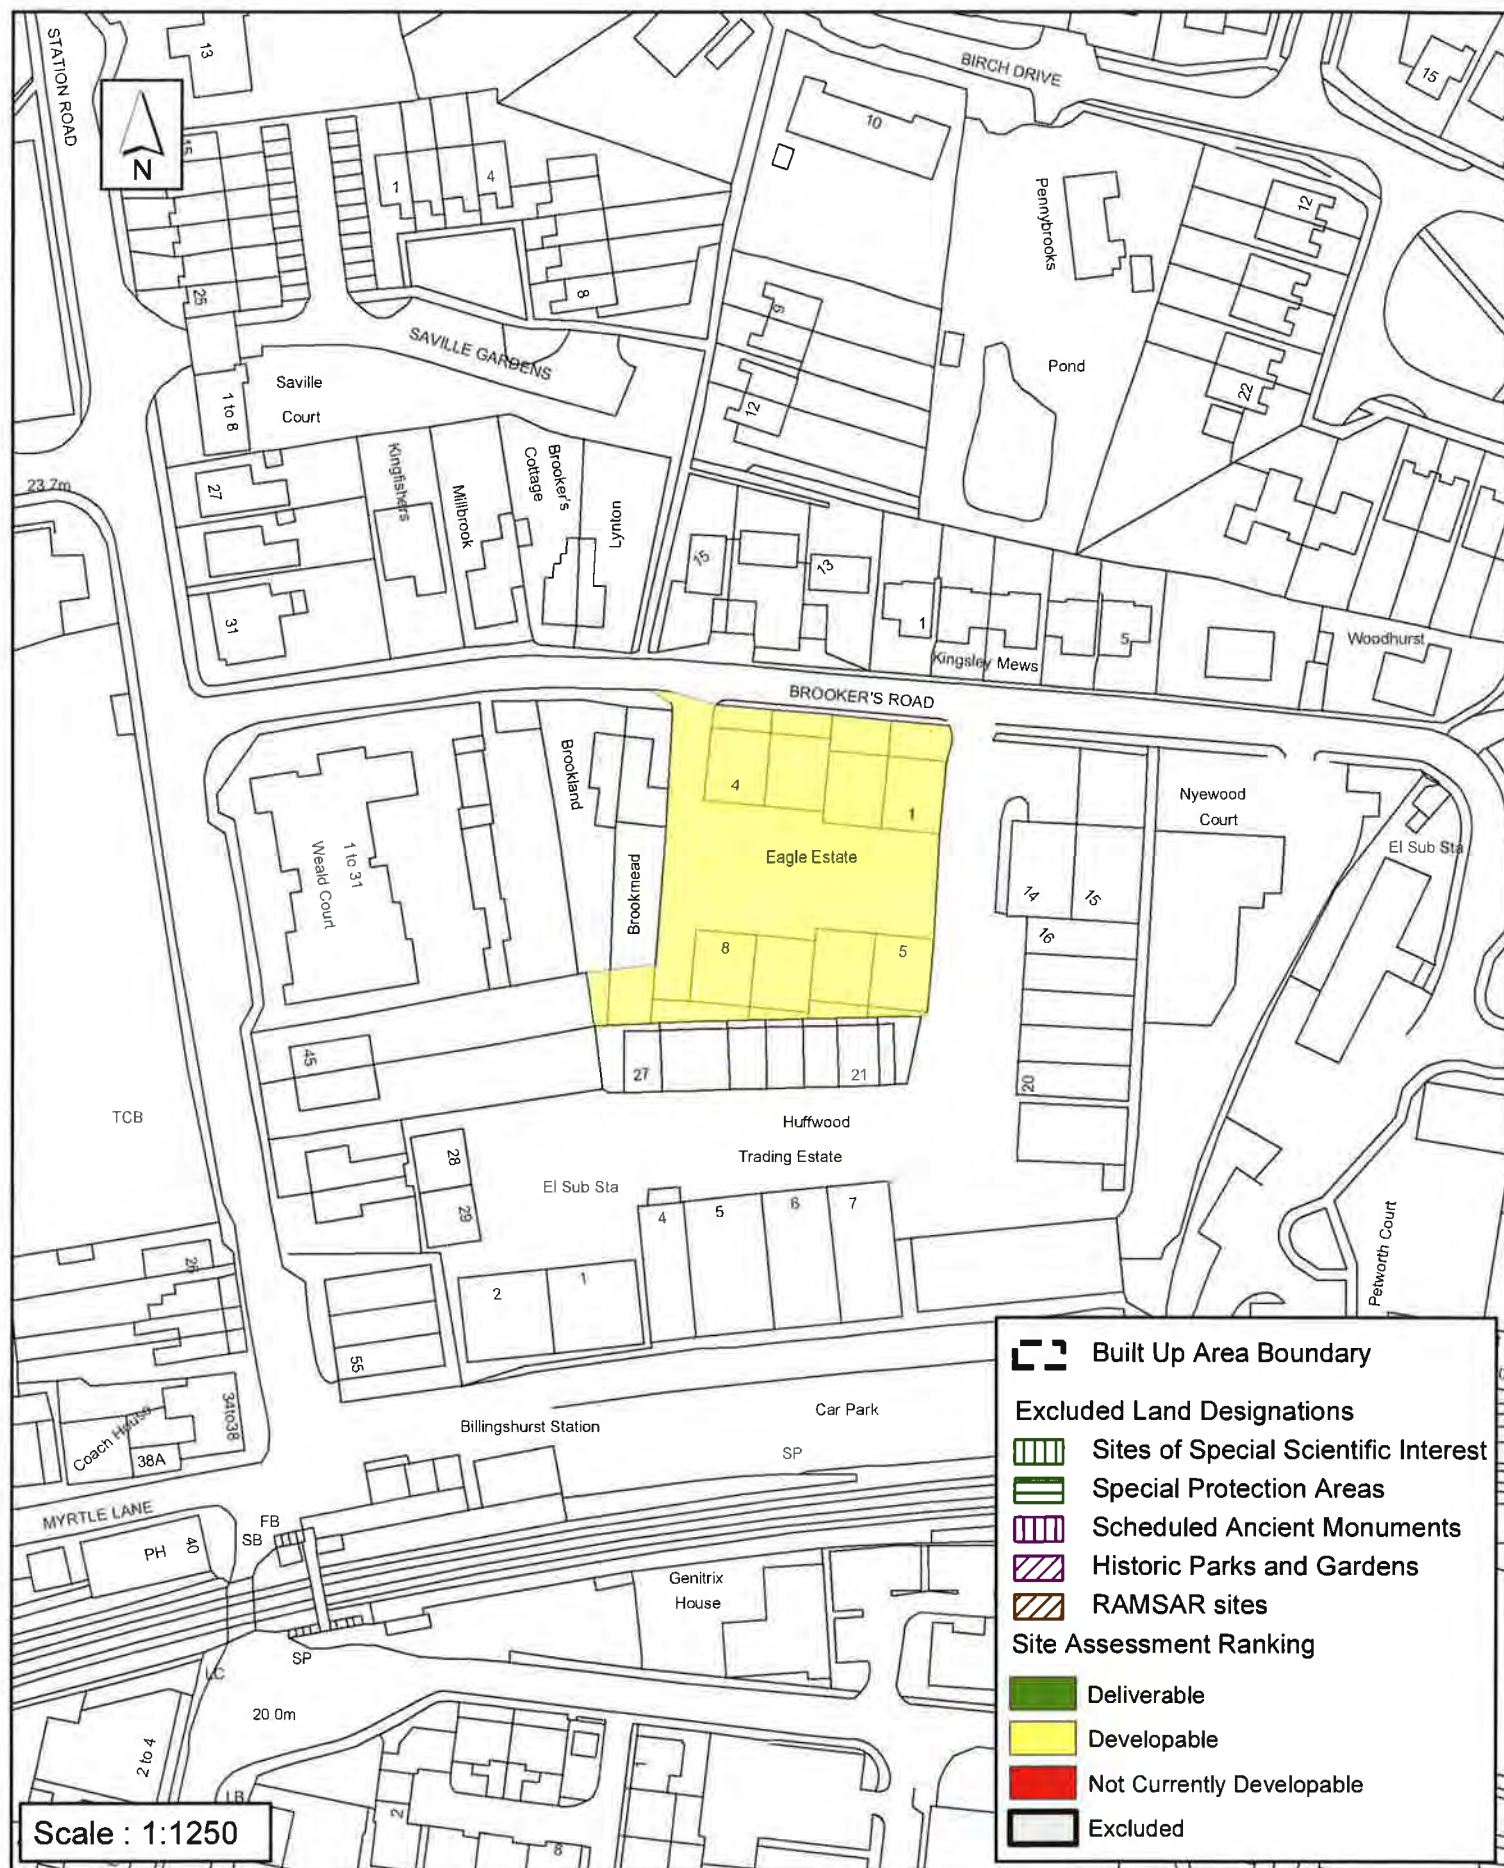 STATION ROAD
13
N
15
BIRCH DRIVE
15
10
1
4
Pennybrooks
12
25
8
9
SAVILLE GARDENS
Pond
Saville
Court
1 to 8
12
22
23.7m
27
Kingfishers
Millbrook
Brooker's
Cottage
Lynton
15
13
31
1
5
Kingsley Mews
Woodhurst
BROOKER'S ROAD
Brookland
4
1
Nyewood
Court
El Sub Sta
1 to 31
Weald Court
Brookmead
Eagle Estate
14
15
16
8
5
45
27
21
20
TCB
Huffwood
Trading Estate
28
29
El Sub Sta
4
5
6
7
Petworth Court
26
2
1
55
34to38
Coach House
38A
Billingshurst Station
Car Park
SP
MYRTLE LANE
PH
40
FB
SB
Genitrix
House
SP
LC
20 0m
2 to 4
LB
2
8
Built Up Area Boundary
Excluded Land Designations
Sites of Special Scientific Interest
Special Protection Areas
Scheduled Ancient Monuments
Historic Parks and Gardens
RAMSAR sites
Site Assessment Ranking
Deliverable
Developable
Not Currently Developable
Excluded
Scale : 1:1250